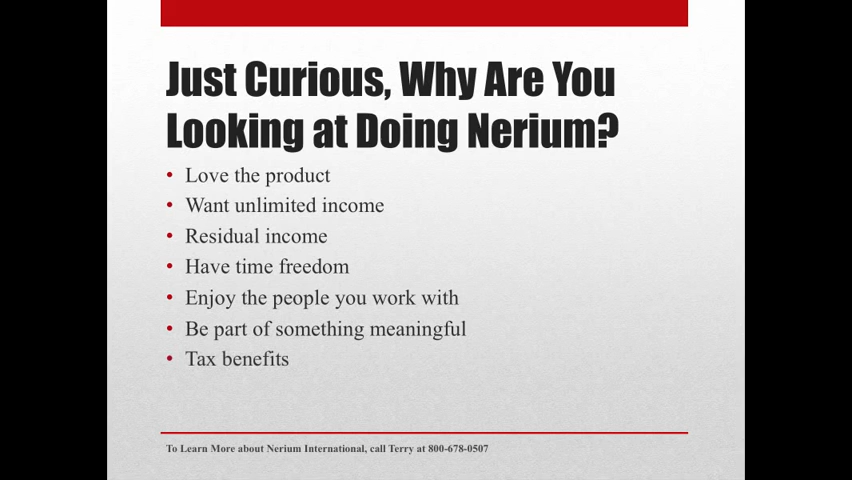 Just Curious, Why Are You
Looking at Doing Nerium?
• Love the product
• Want unlimited income
• Residual income
• Have time freedom
• Enjoy the people you work with
• Be part of something meaningful
• Tax benefits
To Learn More about Nerium International, call Terry at 800-678-0507